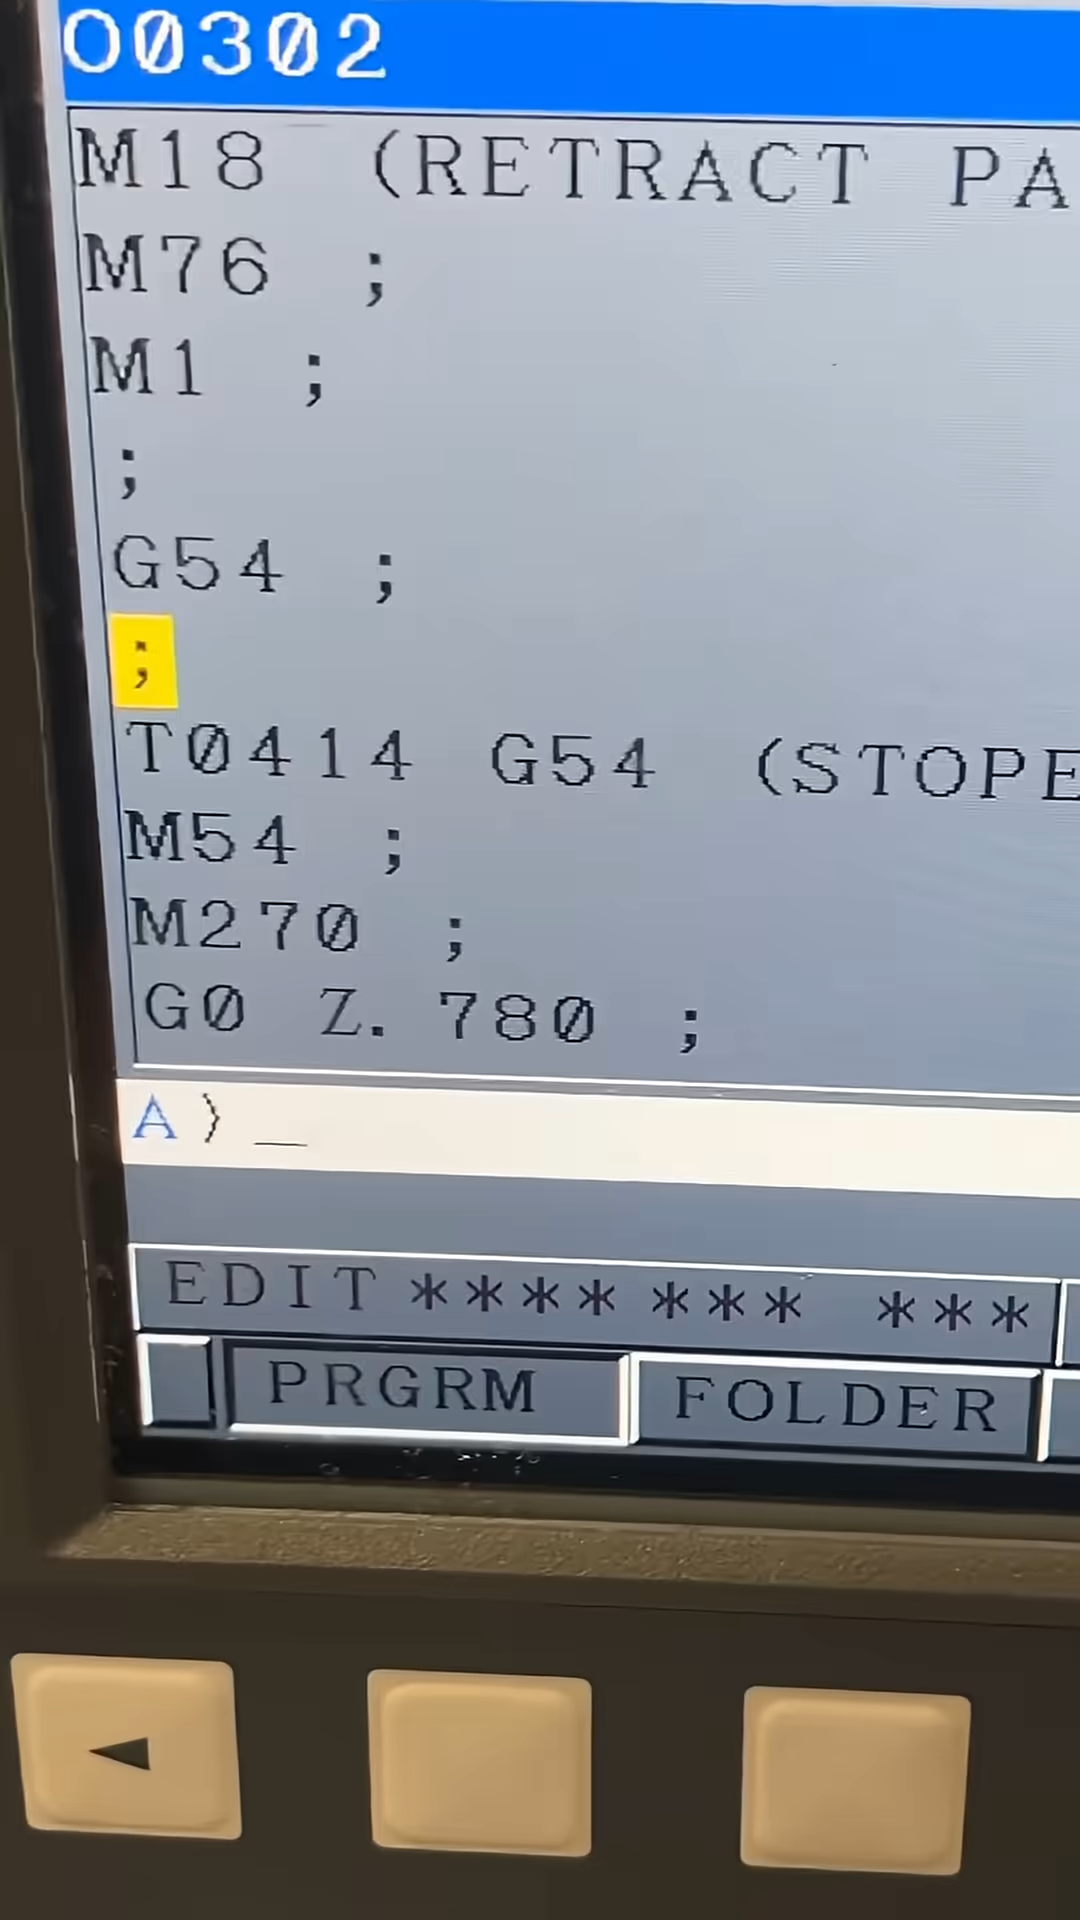 O0302
M18 (RETRACT PA
M76 ;
M1 ;
;
G54 ;
;
T0414 G54 (STOPE
M54 ;
M270 ;
G0 Z.780 ;
A)_
EDIT **** *** ***
PRGRM FOLDER